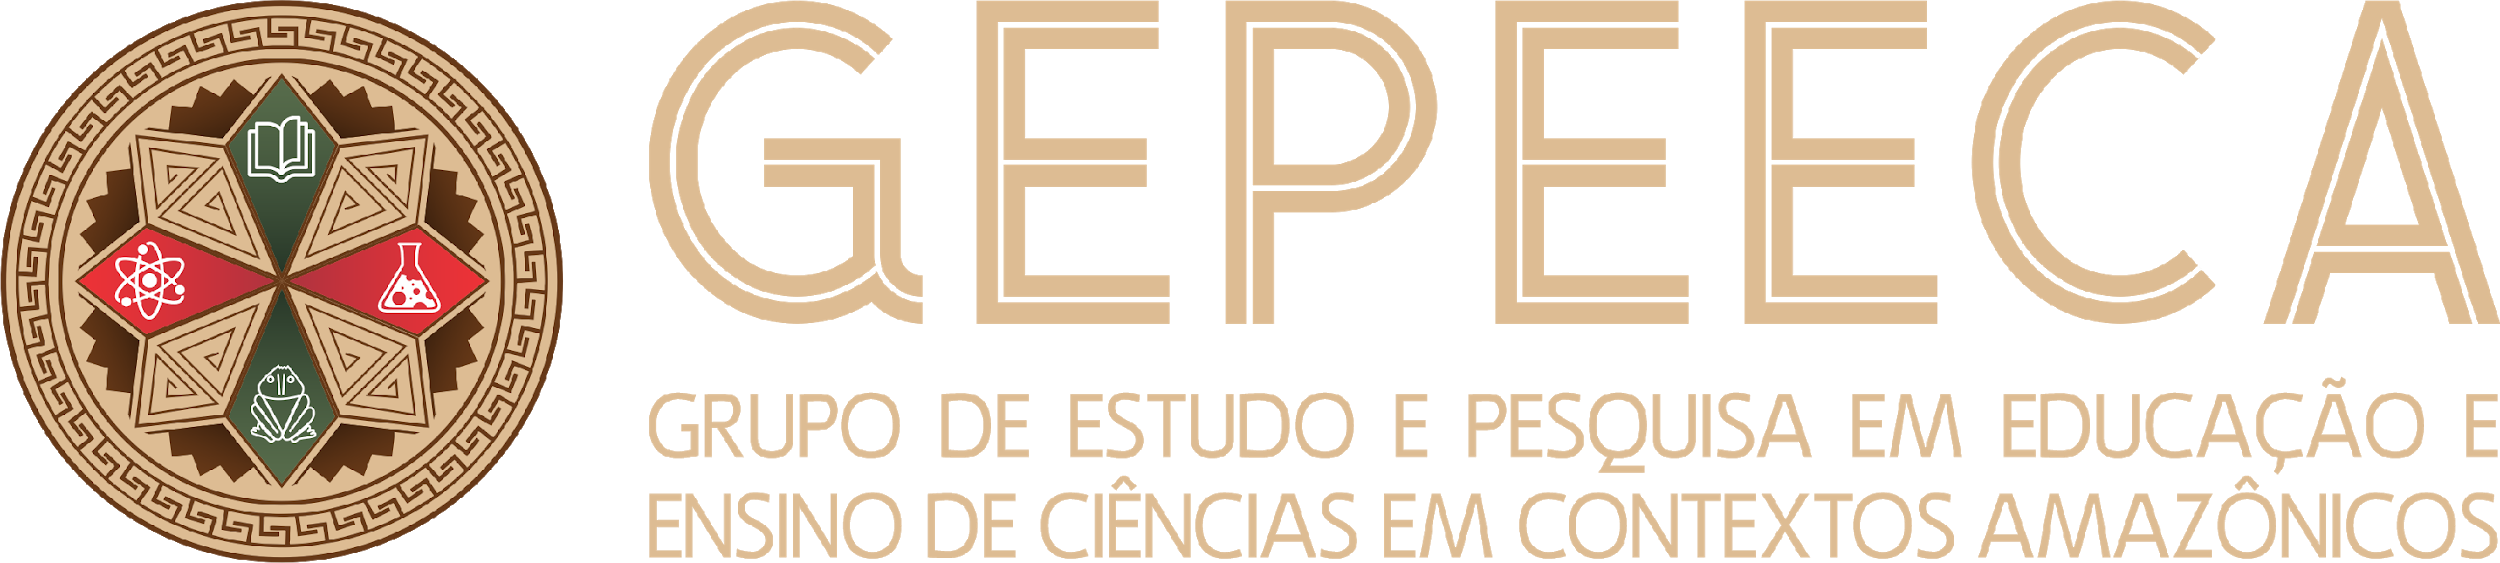 GEPEECA
GRUPO DE ESTUDO E PESQUISA EM EDUCAÇÃO E
ENSINO DE CIÊNCIAS EM CONTEXTOS AMAZÔNICOS